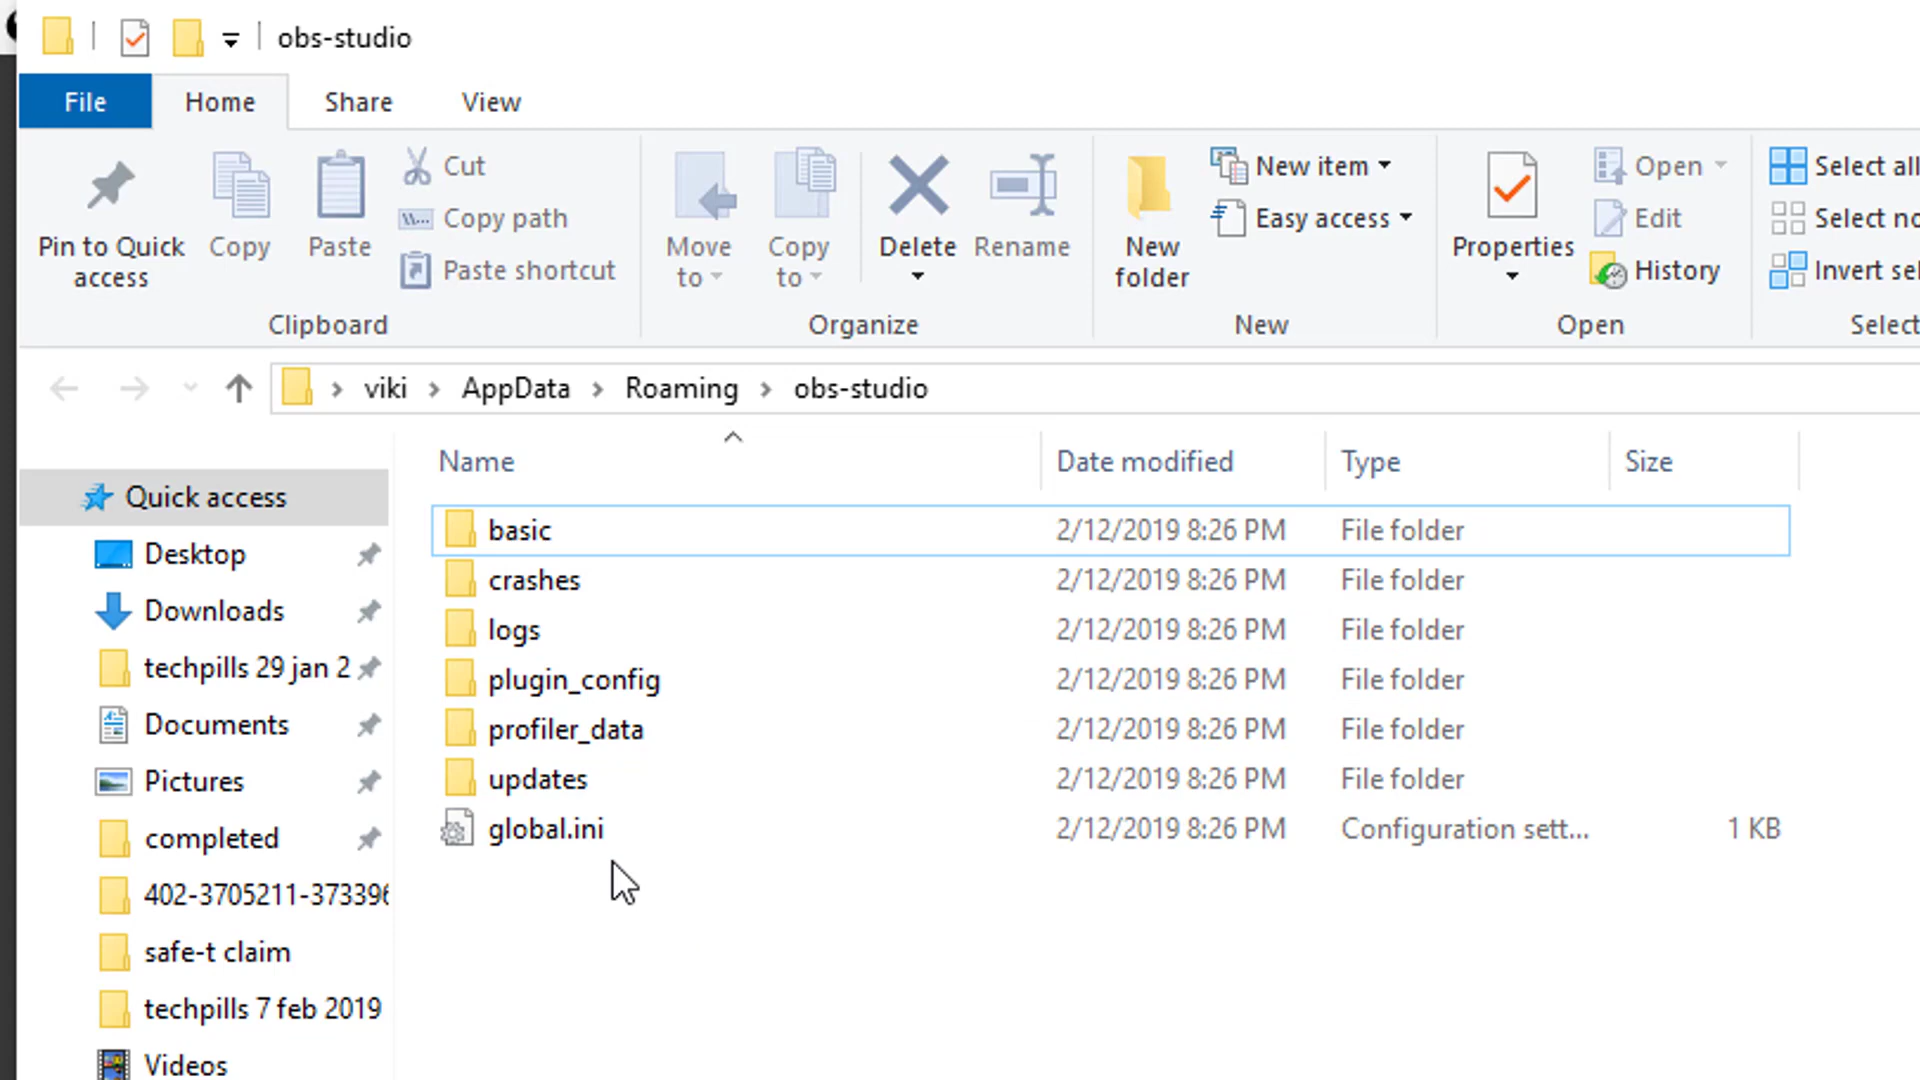 obs-studio
File Home Share View
Pin to Quick access
Copy
Paste
Cut
Copy path
Paste shortcut
Clipboard
Move to
Copy to
Delete
Rename
Organize
New folder
New item
Easy access
New
Properties
Open
Edit
History
Open
Select all
Select no
Invert sel
Select
viki AppData Roaming obs-studio
Name Date modified Type Size
Quick access
Desktop
Downloads
techpills 29 jan 2
Documents
Pictures
completed
402-3705211-373396
safe-t claim
techpills 7 feb 2019
Videos
basic 2/12/2019 8:26 PM File folder
crashes 2/12/2019 8:26 PM File folder
logs 2/12/2019 8:26 PM File folder
plugin_config 2/12/2019 8:26 PM File folder
profiler_data 2/12/2019 8:26 PM File folder
updates 2/12/2019 8:26 PM File folder
global.ini 2/12/2019 8:26 PM Configuration sett... 1 KB